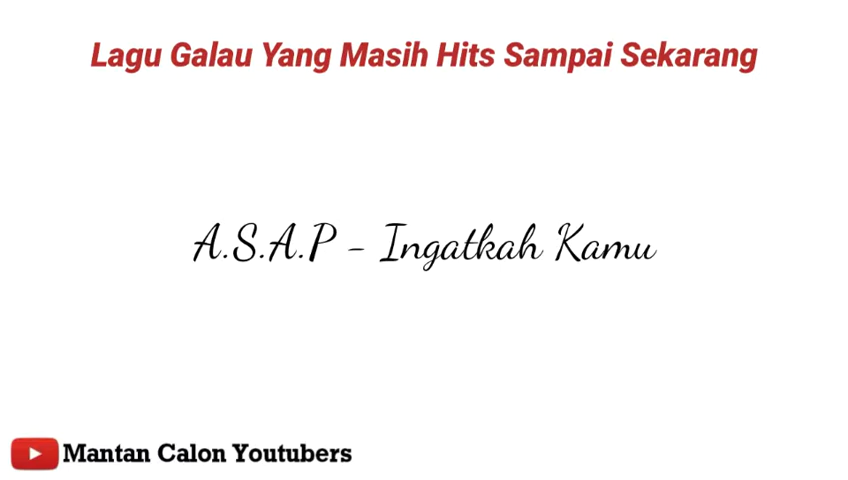 Lagu Galau Yang Masih Hits Sampai Sekarang
A.S.A.P - Ingatkah Kamu
Mantan Calon Youtubers